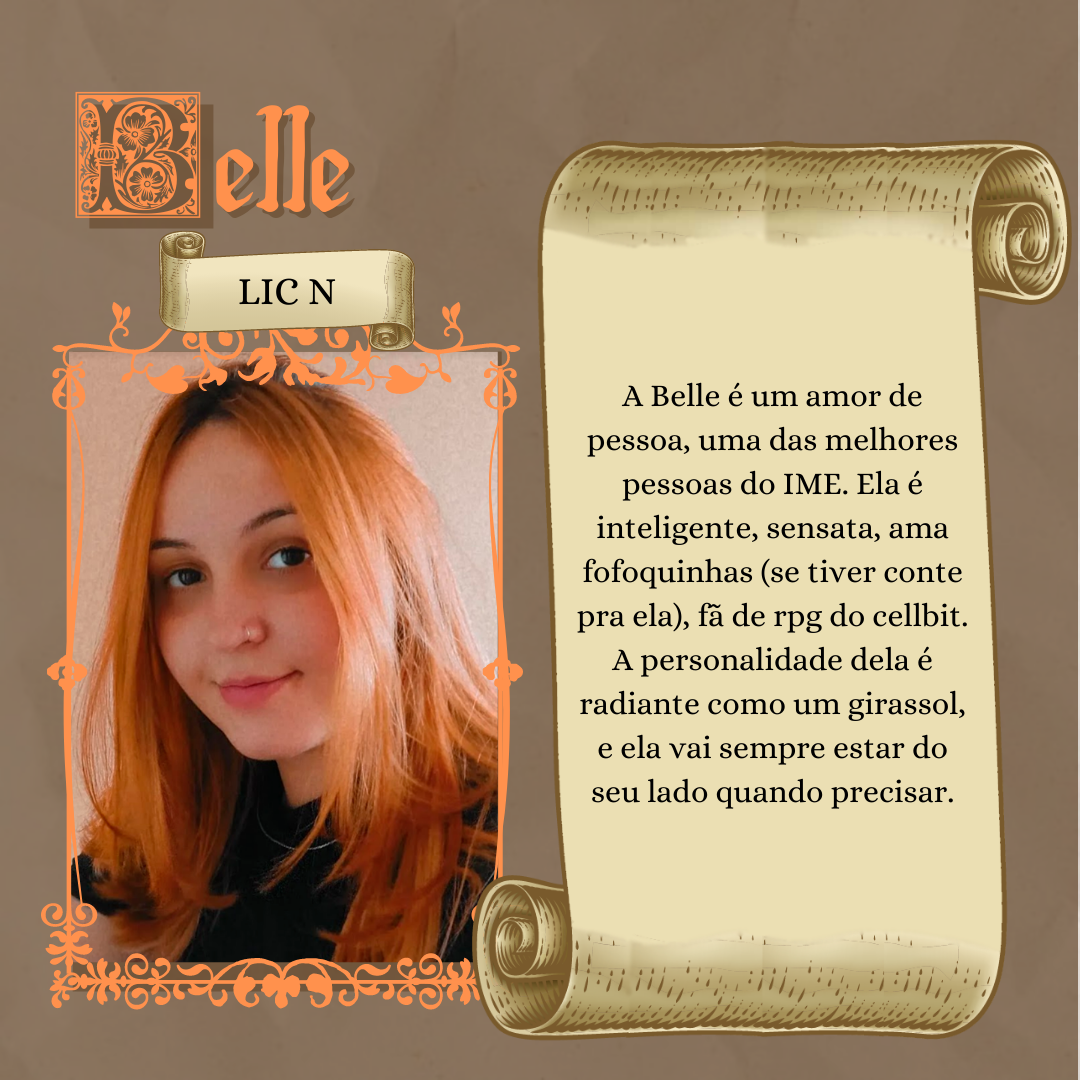 Belle
LIC N
A Belle é um amor de
pessoa, uma das melhores
pessoas do IME. Ela é
inteligente, sensata, ama
fofoquinhas (se tiver conte
pra ela), fã de rpg do cellbit.
A personalidade dela é
radiante como um girassol,
e ela vai sempre estar do
seu lado quando precisar.